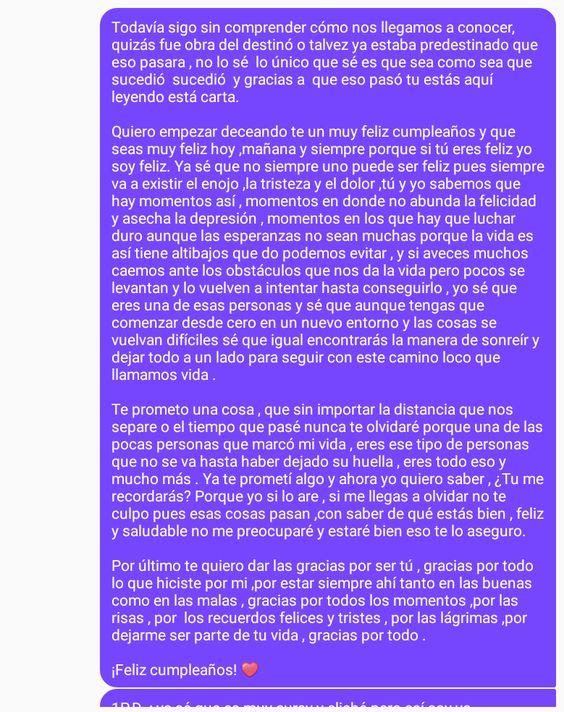 Todavía sigo sin comprender cómo nos llegamos a conocer,
quizás fue obra del destinó o talvez ya estaba predestinado que
eso pasara , no lo sé  lo único que sé es que sea como sea que
sucedió  sucedió  y gracias a  que eso pasó tu estás aquí
leyendo está carta.

Quiero empezar deceando te un muy feliz cumpleaños y que
seas muy feliz hoy ,mañana y siempre porque si tú eres feliz yo
soy feliz. Ya sé que no siempre uno puede ser feliz pues siempre
va a existir el enojo ,la tristeza y el dolor ,tú y yo sabemos que
hay momentos así , momentos en donde no abunda la felicidad
y asecha la depresión , momentos en los que hay que luchar
duro aunque las esperanzas no sean muchas porque la vida es
así tiene altibajos que do podemos evitar , y si aveces muchos
caemos ante los obstáculos que nos da la vida pero pocos se
levantan y lo vuelven a intentar hasta conseguirlo , yo sé que
eres una de esas personas y sé que aunque tengas que
comenzar desde cero en un nuevo entorno y las cosas se
vuelvan difíciles sé que igual encontrarás la manera de sonreír y
dejar todo a un lado para seguir con este camino loco que
llamamos vida .

Te prometo una cosa , que sin importar la distancia que nos
separe o el tiempo que pasé nunca te olvidaré porque una de las
pocas personas que marcó mi vida , eres ese tipo de personas
que no se va hasta haber dejado su huella , eres todo eso y
mucho más . Ya te prometí algo y ahora yo quiero saber , ¿Tu me
recordarás? Porque yo si lo are , si me llegas a olvidar no te
culpo pues esas cosas pasan ,con saber de qué estás bien , feliz
y saludable no me preocuparé y estaré bien eso te lo aseguro.

Por último te quiero dar las gracias por ser tú , gracias por todo
lo que hiciste por mi ,por estar siempre ahí tanto en las buenas
como en las malas , gracias por todos los momentos ,por las
risas , por  los recuerdos felices y tristes , por las lágrimas ,por
dejarme ser parte de tu vida , gracias por todo .

¡Feliz cumpleaños! ❤️